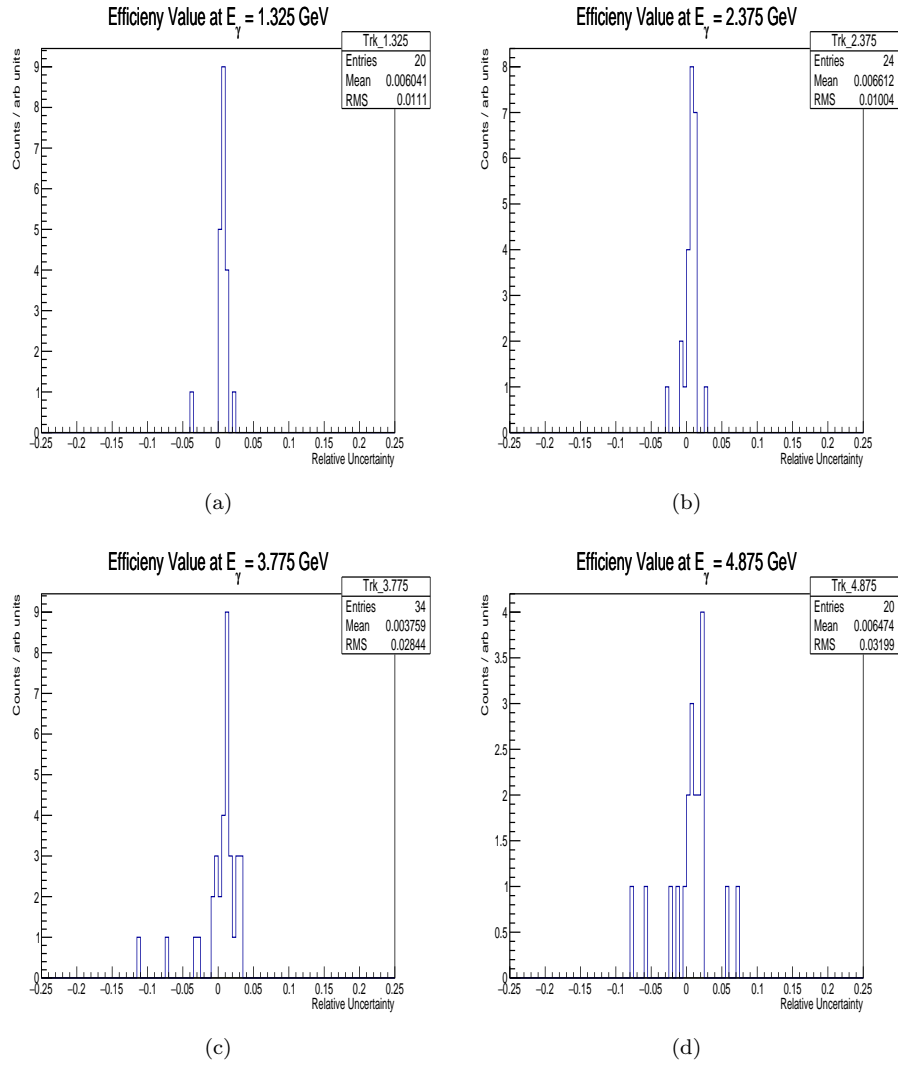 Efficieny Value at Eγ = 1.325 GeV
Trk_1.325
Entries 20
Mean 0.006041
RMS 0.0111
Counts / arb units
9
8
7
6
5
4
3
2
1
0
−0.25 −0.2 −0.15 −0.1 −0.05 0 0.05 0.1 0.15 0.2 0.25
Relative Uncertainty
(a)
Efficieny Value at Eγ = 2.375 GeV
Trk_2.375
Entries 24
Mean 0.006612
RMS 0.01004
Counts / arb units
8
7
6
5
4
3
2
1
0
−0.25 −0.2 −0.15 −0.1 −0.05 0 0.05 0.1 0.15 0.2 0.25
Relative Uncertainty
(b)
Efficieny Value at Eγ = 3.775 GeV
Trk_3.775
Entries 34
Mean 0.003759
RMS 0.02844
Counts / arb units
9
8
7
6
5
4
3
2
1
0
−0.25 −0.2 −0.15 −0.1 −0.05 0 0.05 0.1 0.15 0.2 0.25
Relative Uncertainty
(c)
Efficieny Value at Eγ = 4.875 GeV
Trk_4.875
Entries 20
Mean 0.006474
RMS 0.03199
Counts / arb units
4
3.5
3
2.5
2
1.5
1
0.5
0
−0.25 −0.2 −0.15 −0.1 −0.05 0 0.05 0.1 0.15 0.2 0.25
Relative Uncertainty
(d)